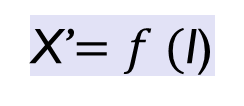 X’= f (I)